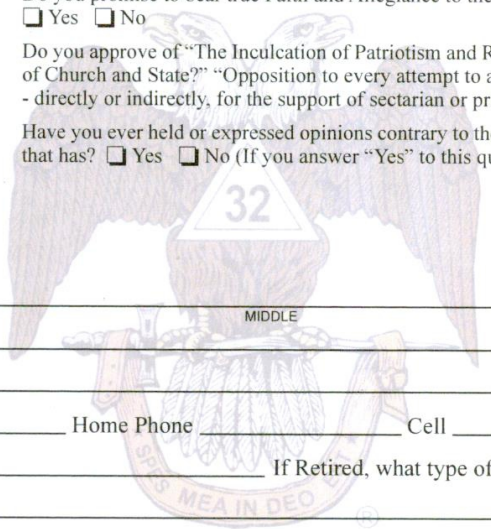 Do you promise to bear true Faith and Allegiance to the
❏ Yes ❏ No
Do you approve of “The Inculcation of Patriotism and R
of Church and State?” “Opposition to every attempt to a
- directly or indirectly, for the support of sectarian or pr
Have you ever held or expressed opinions contrary to th
that has? ❏ Yes ❏ No (If you answer “Yes” to this qu
32
MIDDLE
Home Phone Cell
If Retired, what type of
SPES MEA IN DEO EST
®